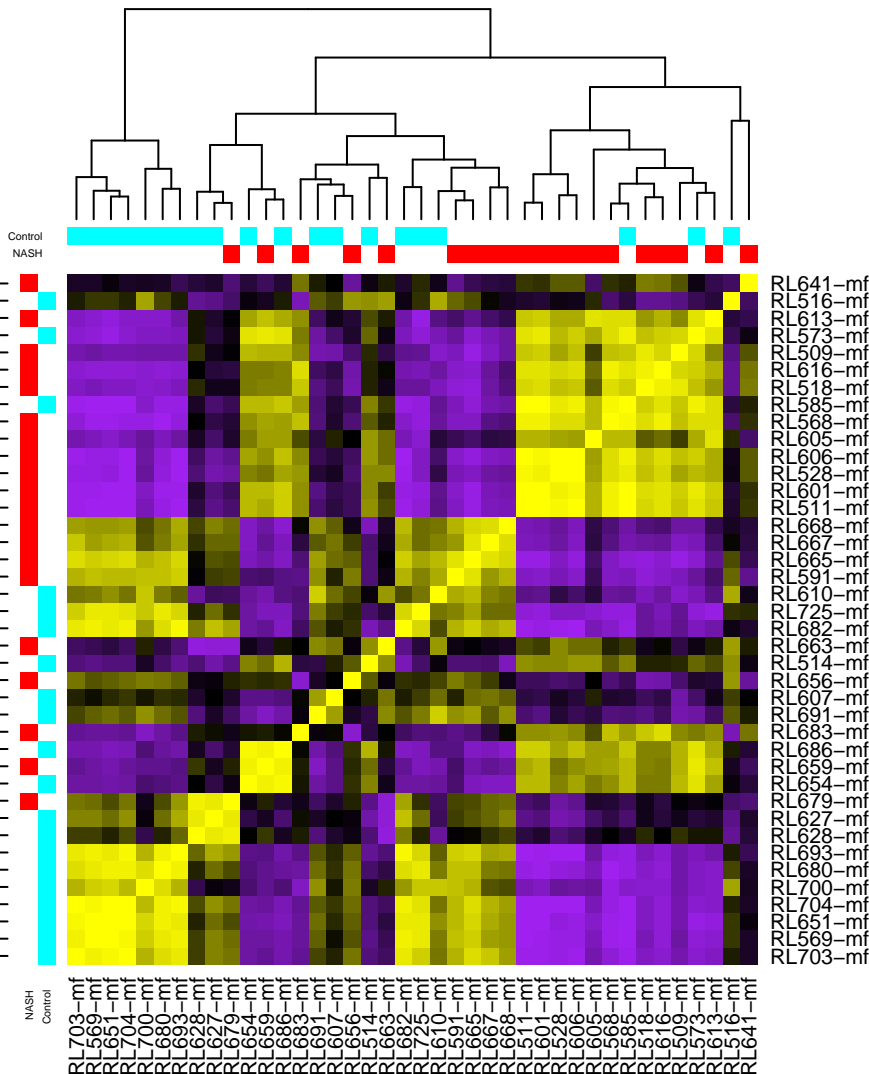 Control
NASH
RL641-mf
RL516-mf
RL613-mf
RL573-mf
RL509-mf
RL616-mf
RL518-mf
RL585-mf
RL568-mf
RL605-mf
RL606-mf
RL528-mf
RL601-mf
RL511-mf
RL668-mf
RL667-mf
RL665-mf
RL591-mf
RL610-mf
RL725-mf
RL682-mf
RL663-mf
RL514-mf
RL656-mf
RL607-mf
RL691-mf
RL683-mf
RL686-mf
RL659-mf
RL654-mf
RL679-mf
RL627-mf
RL628-mf
RL693-mf
RL680-mf
RL700-mf
RL704-mf
RL651-mf
RL569-mf
RL703-mf
NASH
Control
RL703-mf
RL569-mf
RL651-mf
RL704-mf
RL700-mf
RL680-mf
RL693-mf
RL628-mf
RL627-mf
RL679-mf
RL654-mf
RL659-mf
RL686-mf
RL683-mf
RL691-mf
RL607-mf
RL656-mf
RL514-mf
RL663-mf
RL682-mf
RL725-mf
RL610-mf
RL591-mf
RL665-mf
RL667-mf
RL668-mf
RL511-mf
RL601-mf
RL528-mf
RL606-mf
RL605-mf
RL568-mf
RL585-mf
RL518-mf
RL616-mf
RL509-mf
RL573-mf
RL613-mf
RL516-mf
RL641-mf